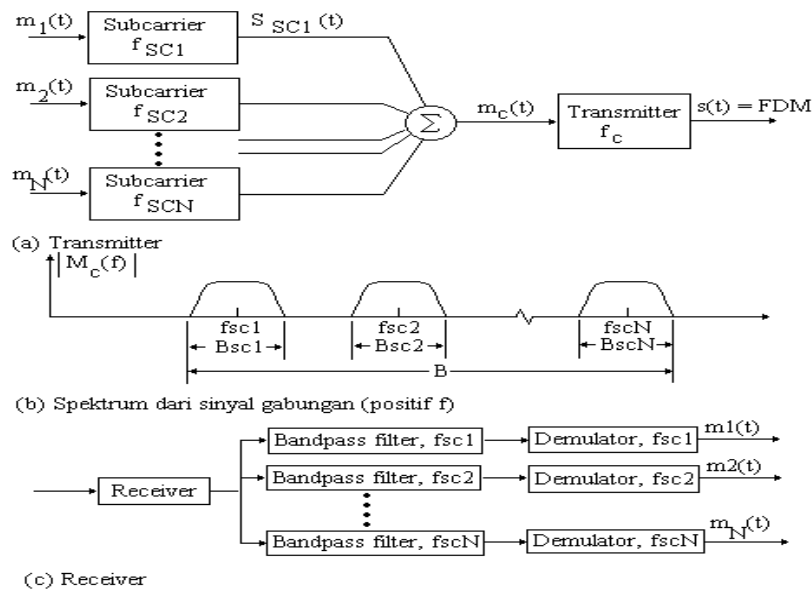 m1(t)
Subcarrier
fSC1
SSC1(t)
m2(t)
Subcarrier
fSC2
Σ
mc(t)
Transmitter
fc
s(t) = FDM
mN(t)
Subcarrier
fSCN
(a) Transmitter
|Mc(f)|
fsc1
fsc2
fscN
Bsc1
Bsc2
BscN
B
(b) Spektrum dari sinyal gabungan (positif f)
Receiver
Bandpass filter, fsc1
Demulator, fsc1
m1(t)
Bandpass filter, fsc2
Demulator, fsc2
m2(t)
Bandpass filter, fscN
Demulator, fscN
mN(t)
(c) Receiver